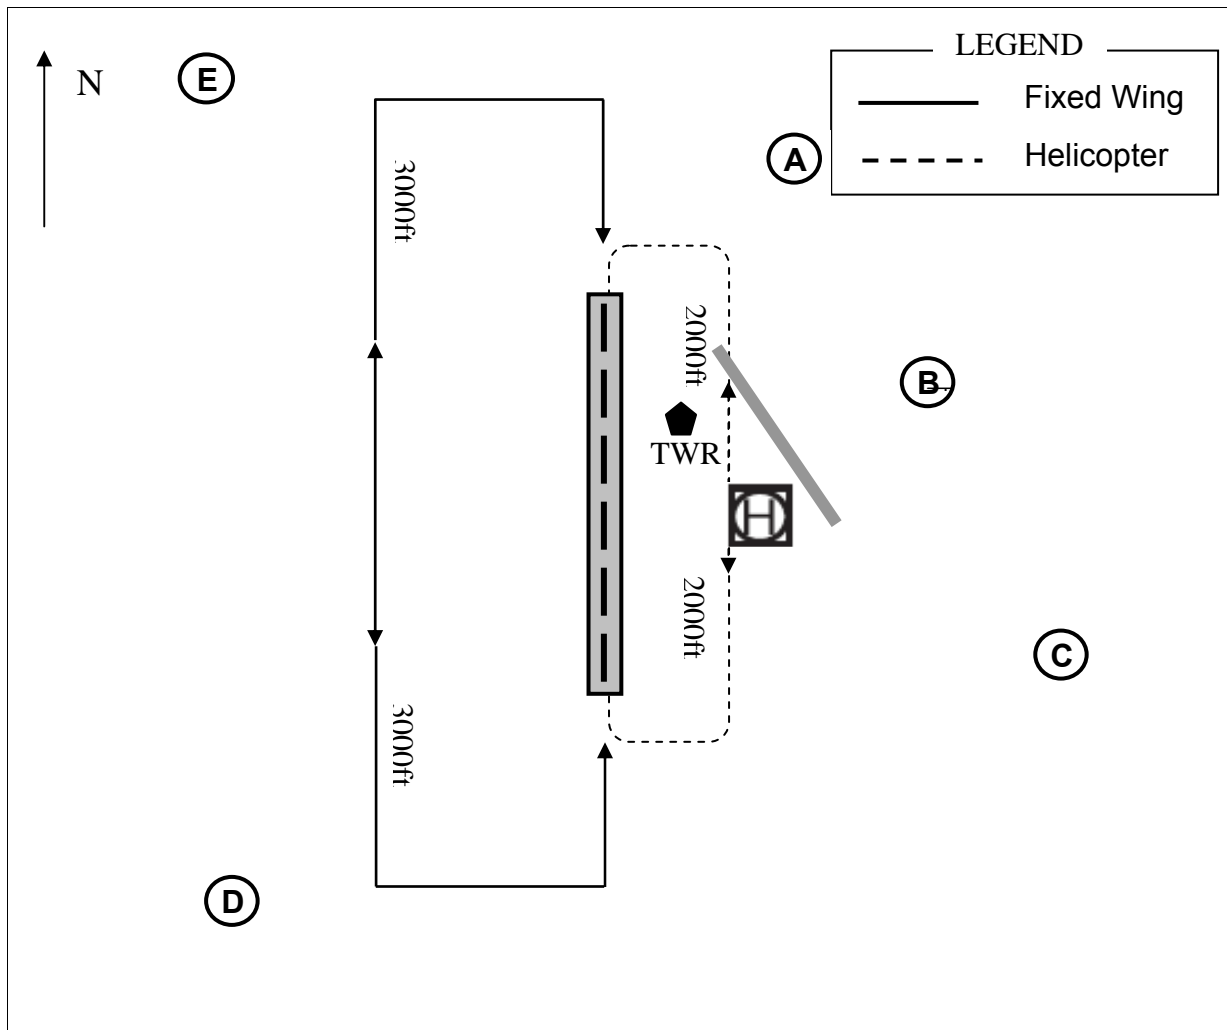 LEGEND
N
E
Fixed Wing
A
Helicopter
3000ft
2000ft
B.
TWR
H
2000ft
C
3000ft
D